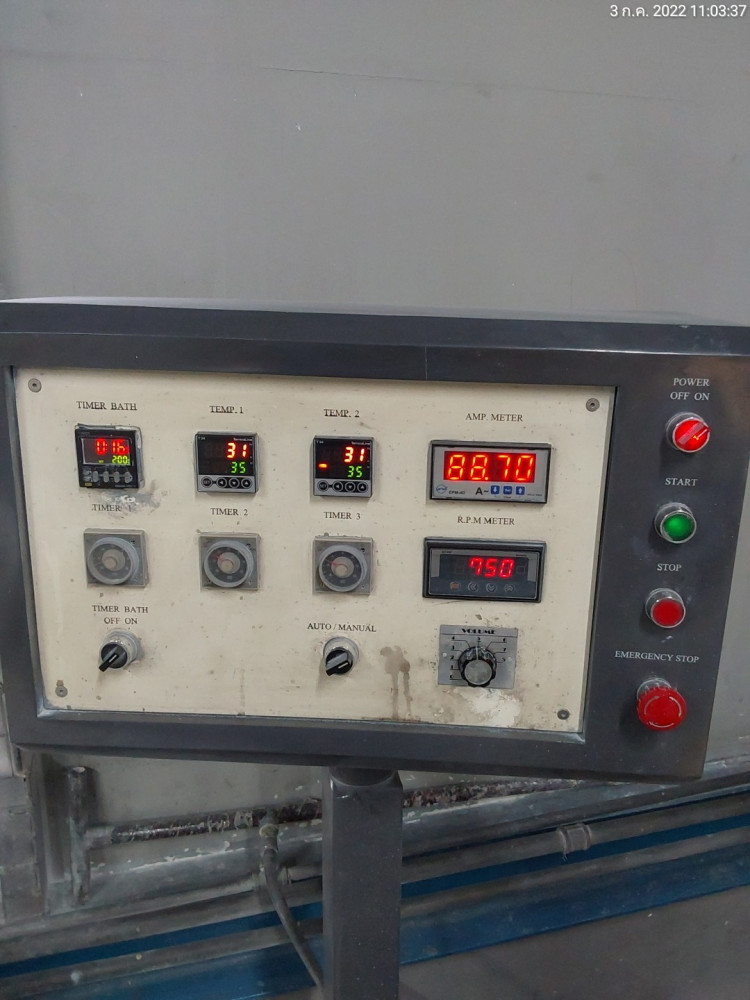 3 ก.ค. 2022 11:03:37
POWER
OFF ON
TIMER BATH
TEMP. 1
TEMP. 2
AMP. METER
31
35
31
35
88.70
A~
START
TIMER 2
TIMER 3
R.P.M METER
750
STOP
TIMER BATH
OFF ON
AUTO / MANUAL
VOLUME
EMERGENCY STOP